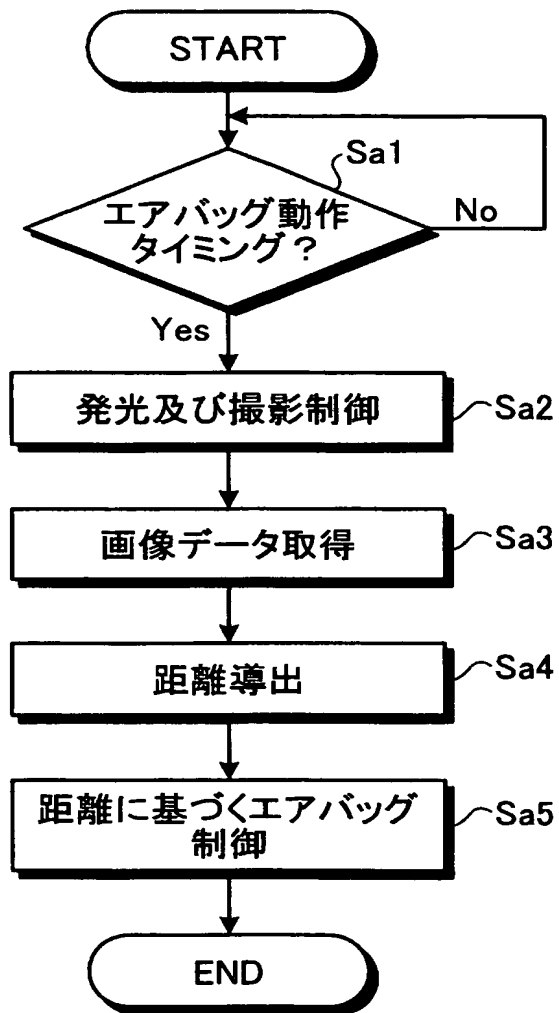 START
Sa1
エアバッグ動作
タイミング?
No
Yes
発光及び撮影制御
Sa2
画像データ取得
Sa3
距離導出
Sa4
距離に基づくエアバッグ
制御
Sa5
END